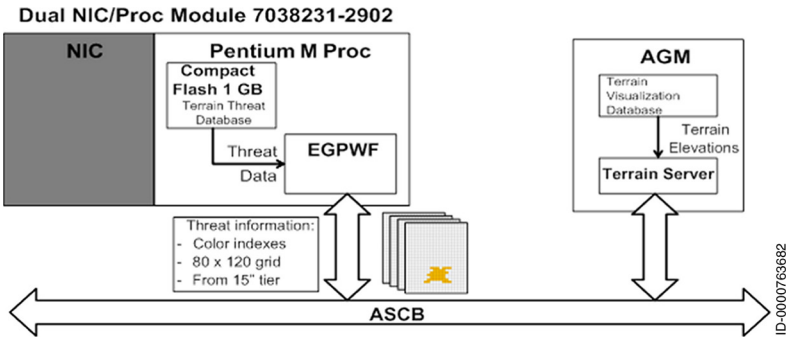 Dual NIC/Proc Module 7038231-2902
NIC
Pentium M Proc
Compact
Flash 1 GB
Terrain Threat
Database
Threat
Data
EGPWF
Threat information:
- Color indexes
- 80 x 120 grid
- From 15" tier
AGM
Terrain
Visualization
Database
Terrain
Elevations
Terrain Server
ASCB
ID-0000763682